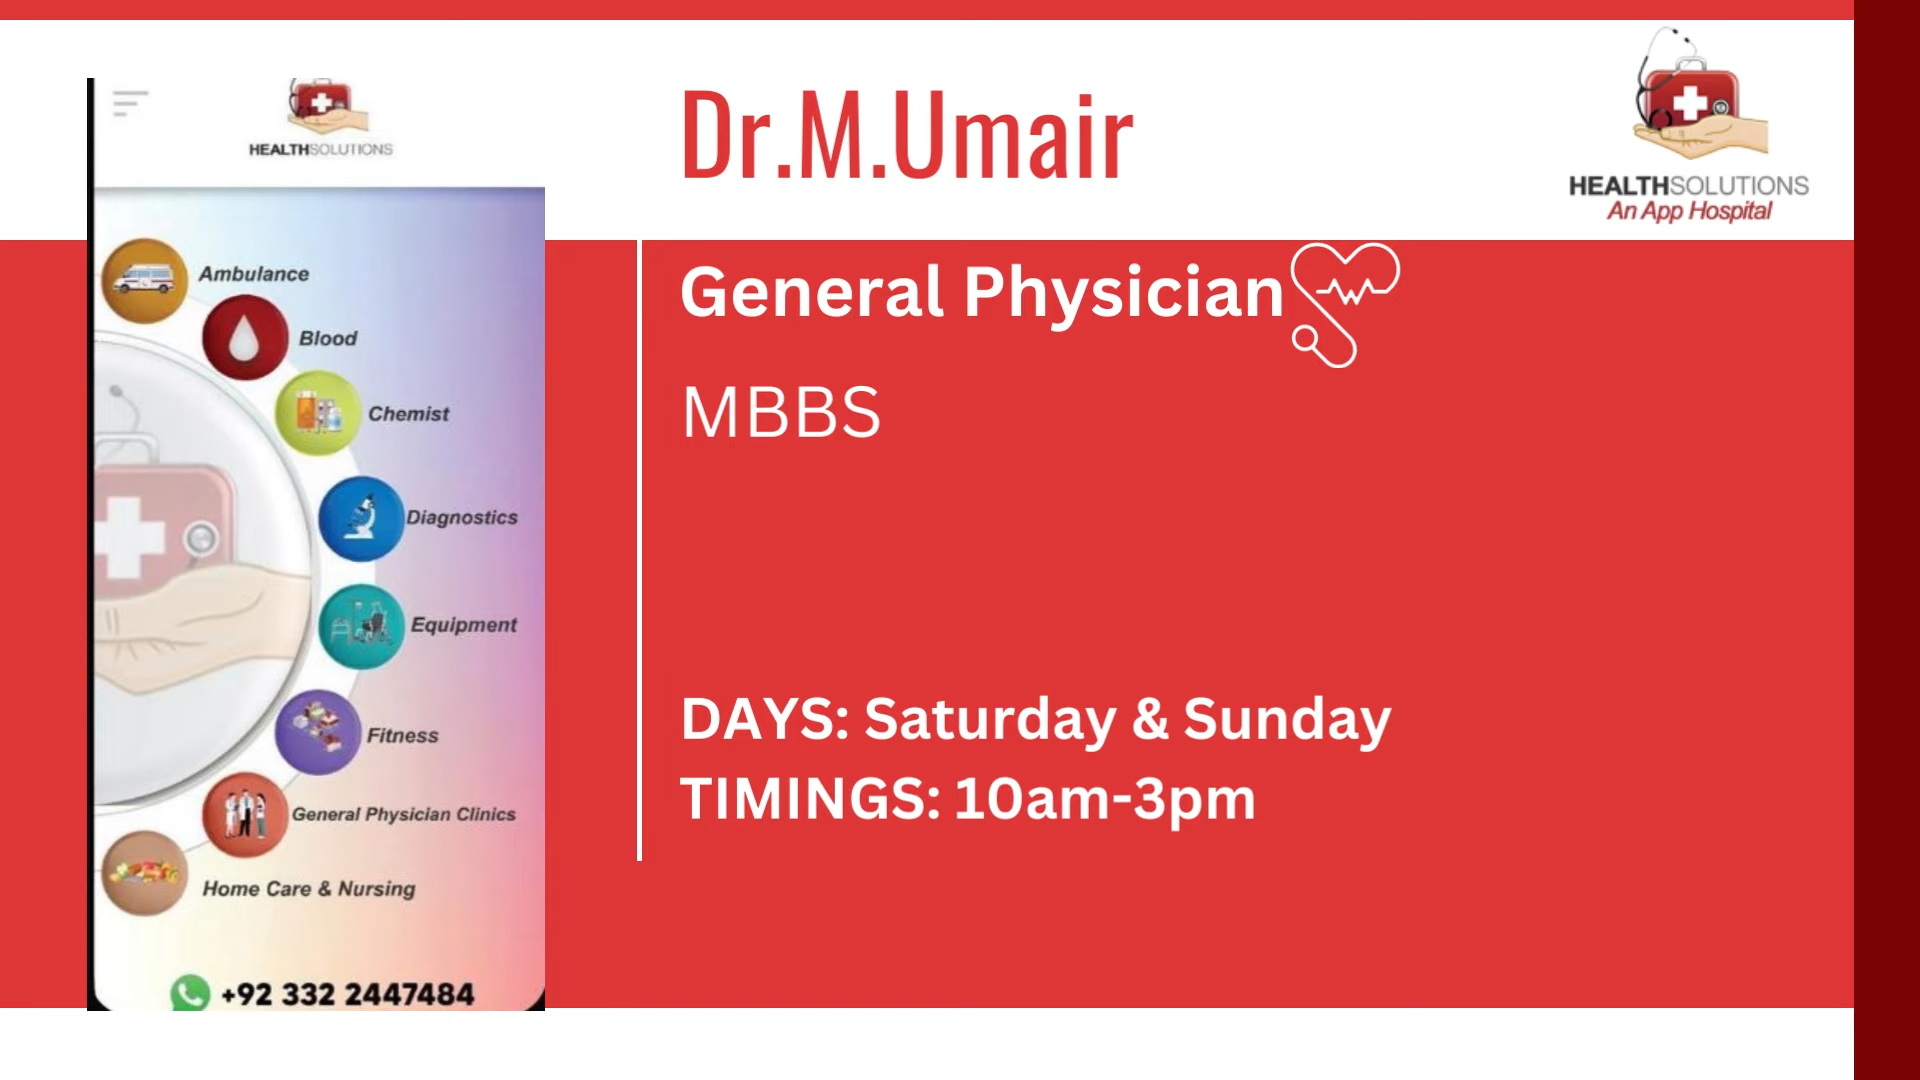 HEALTHSOLUTIONS
Ambulance
Blood
Chemist
Diagnostics
Equipment
Fitness
General Physician Clinics
Home Care & Nursing
+92 332 2447484
Dr.M.Umair
General Physician
MBBS
DAYS: Saturday & Sunday
TIMINGS: 10am-3pm
HEALTHSOLUTIONS
An App Hospital